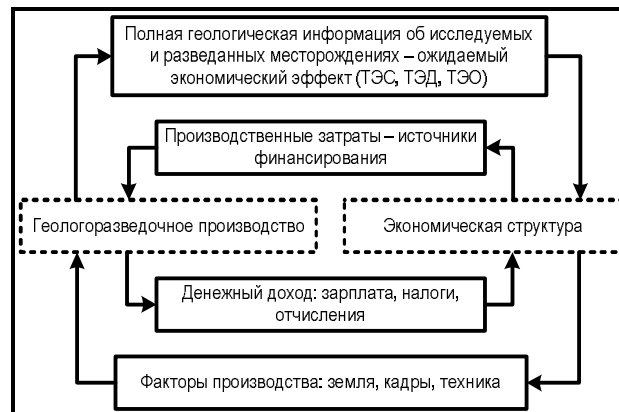 Полная геологическая информация об исследуемых
и разведанных месторождениях – ожидаемый
экономический эффект (ТЭС, ТЭД, ТЭО)
Производственные затраты – источники
финансирования
Геологоразведочное производство
Экономическая структура
Денежный доход: зарплата, налоги,
отчисления
Факторы производства: земля, кадры, техника